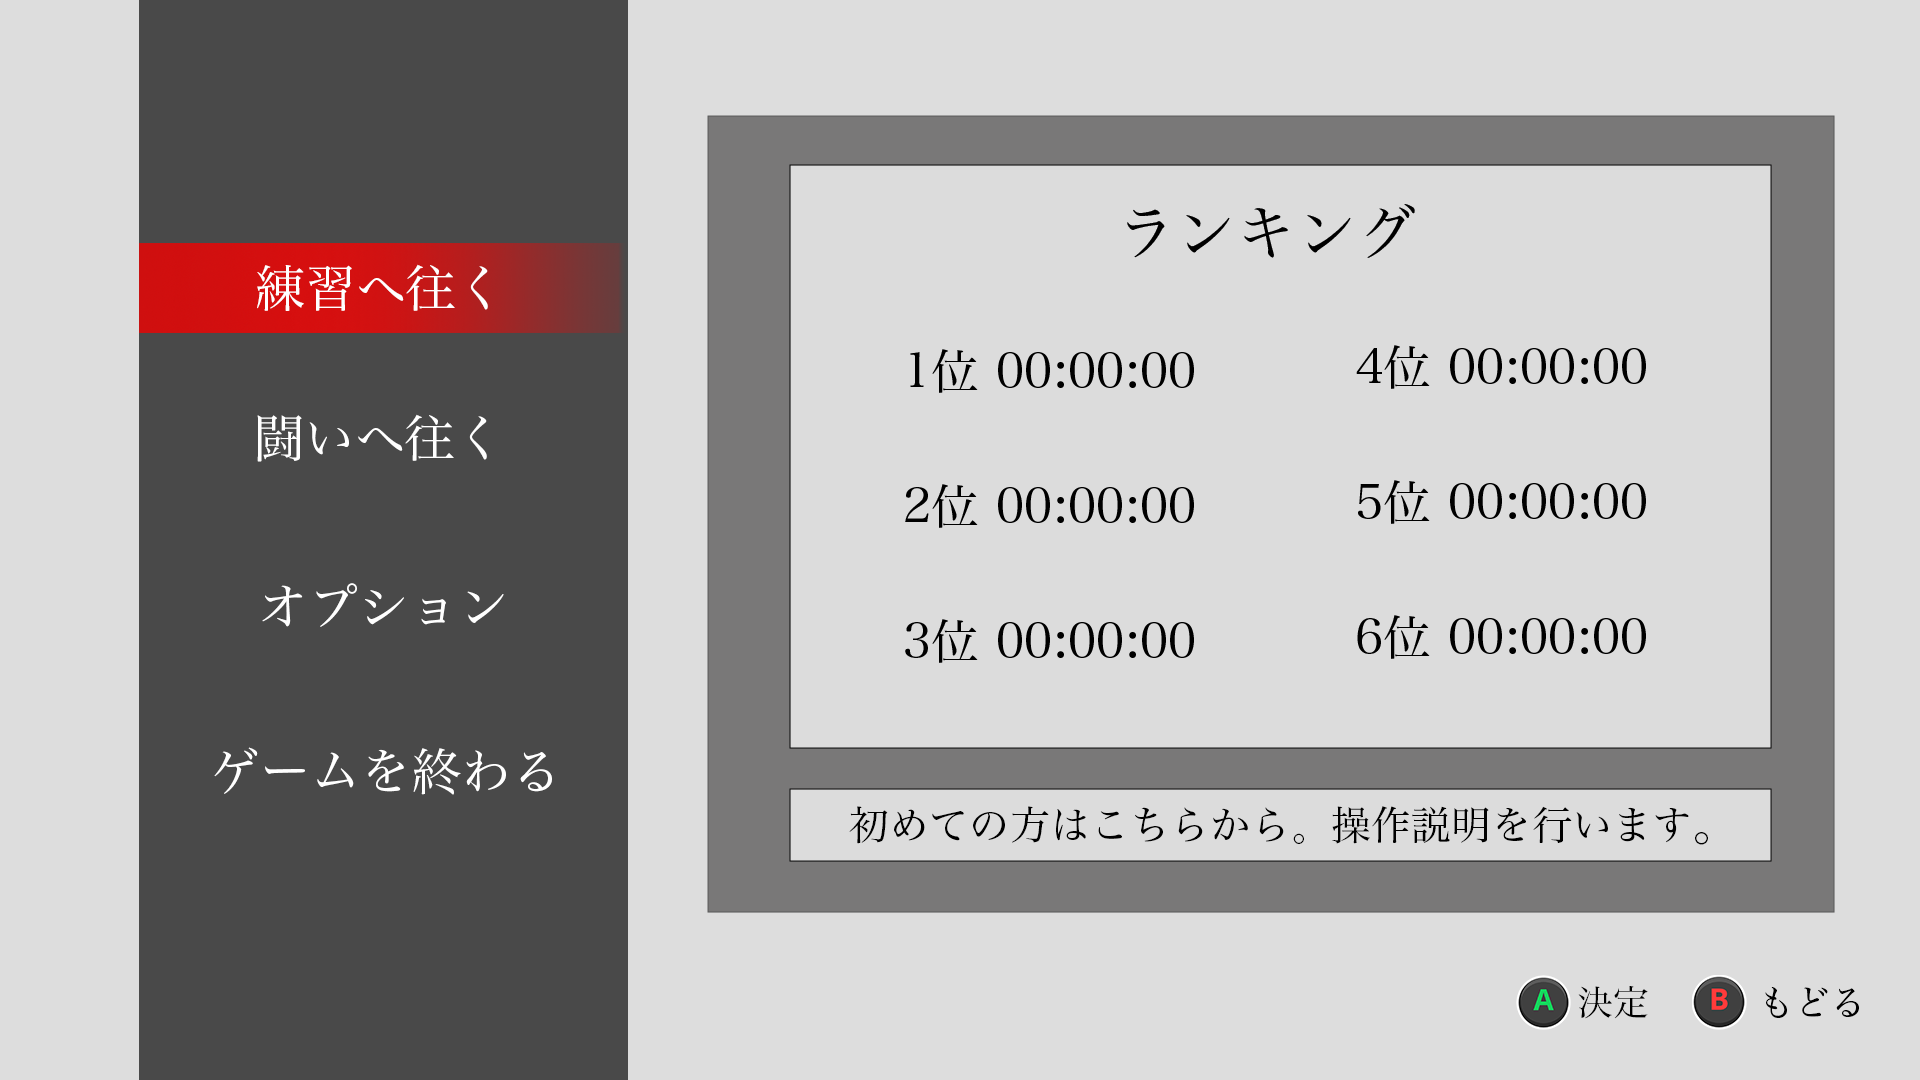 練習へ往く
闘いへ往く
オプション
ゲームを終わる
ランキング
1位 00:00:00
2位 00:00:00
3位 00:00:00
4位 00:00:00
5位 00:00:00
6位 00:00:00
初めての方はこちらから。操作説明を行います。
A 決定 B もどる